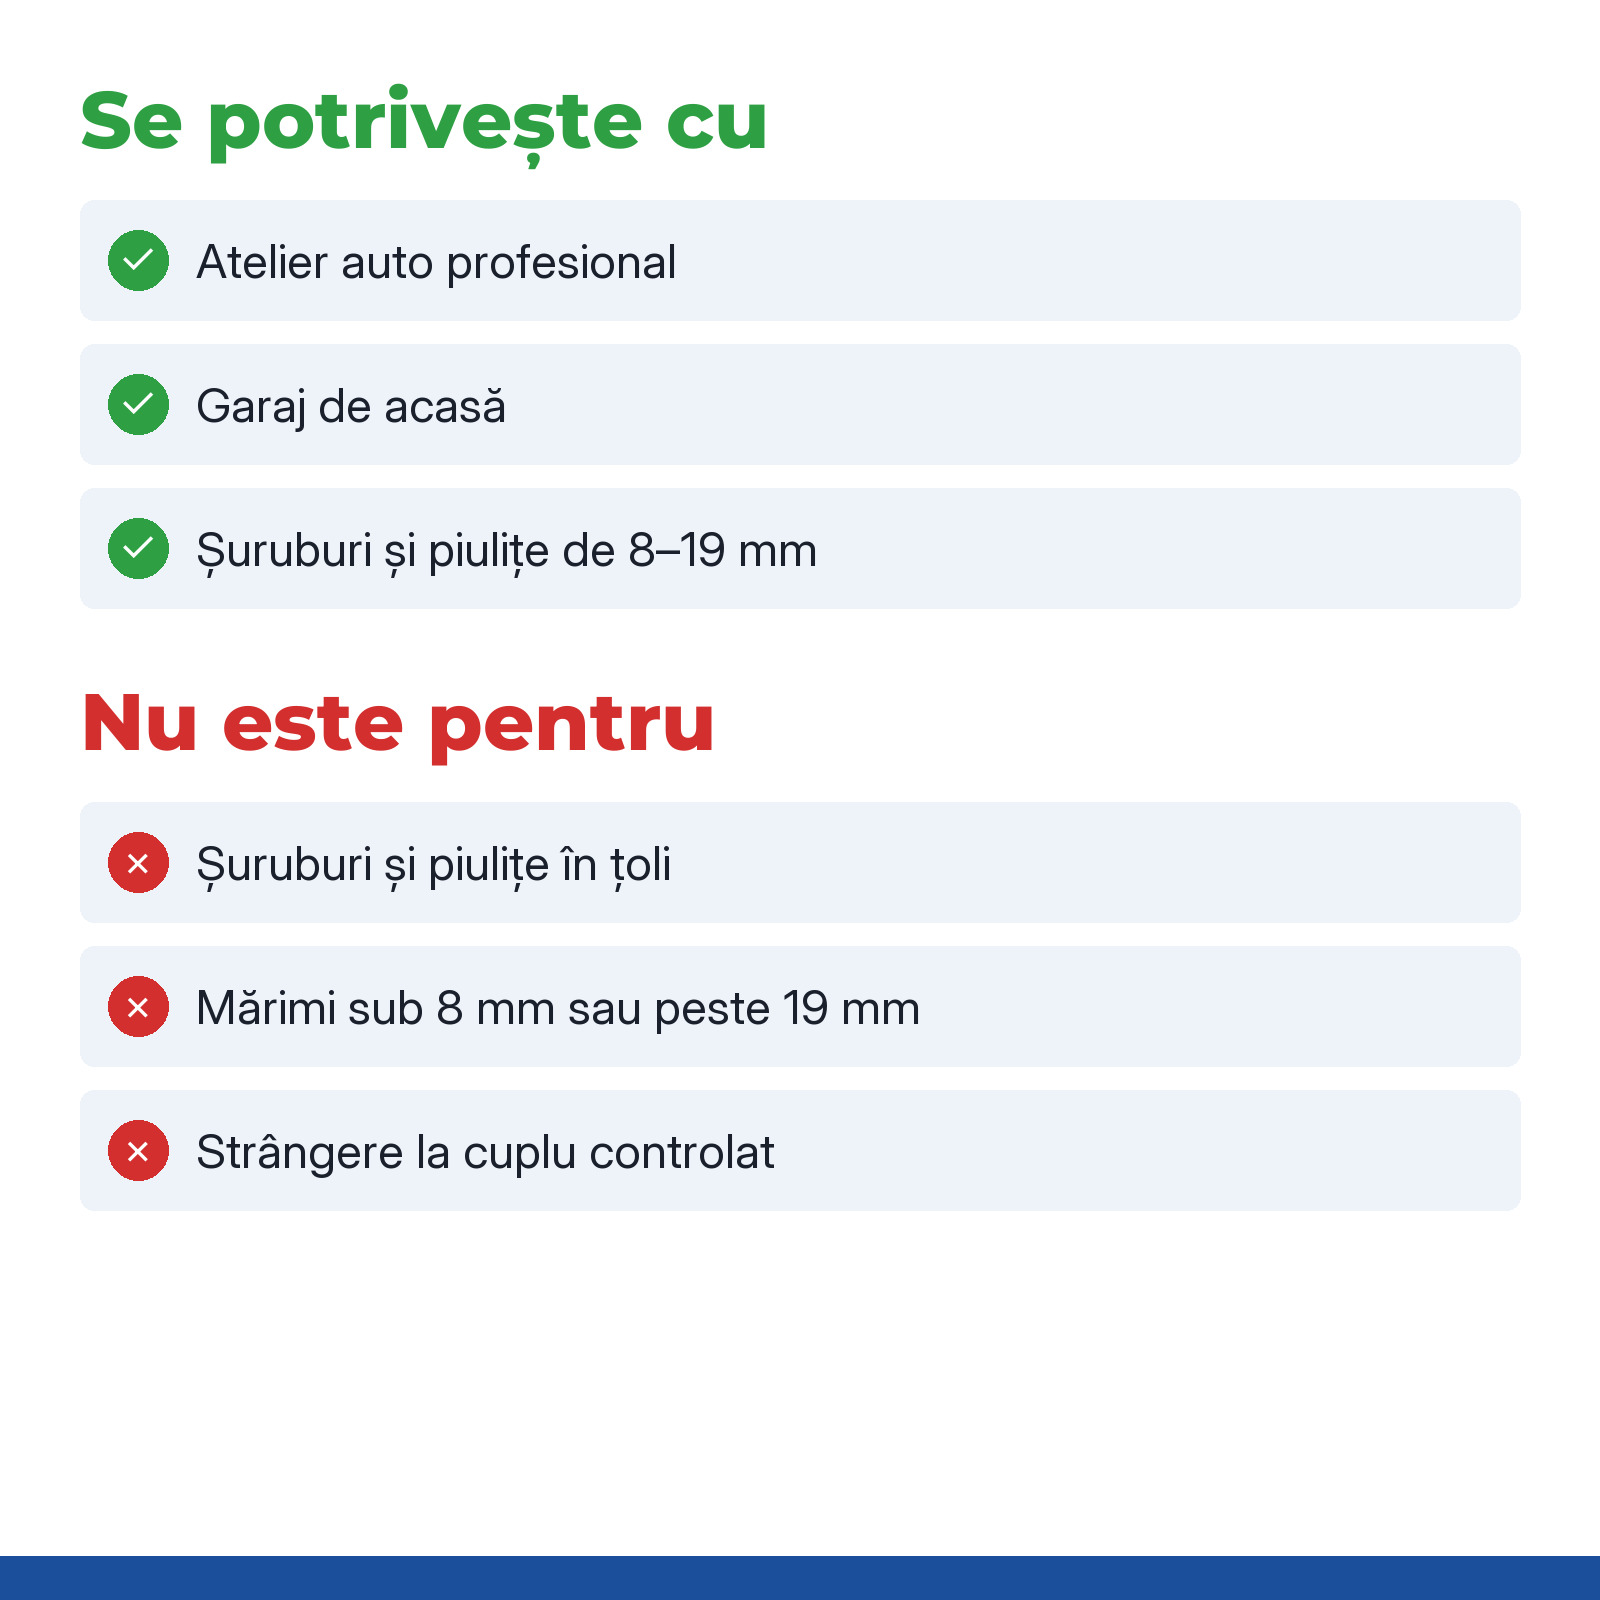 Se potrivește cu
Atelier auto profesional
Garaj de acasă
Șuruburi și piulițe de 8–19 mm
Nu este pentru
Șuruburi și piulițe în țoli
Mărimi sub 8 mm sau peste 19 mm
Strângere la cuplu controlat